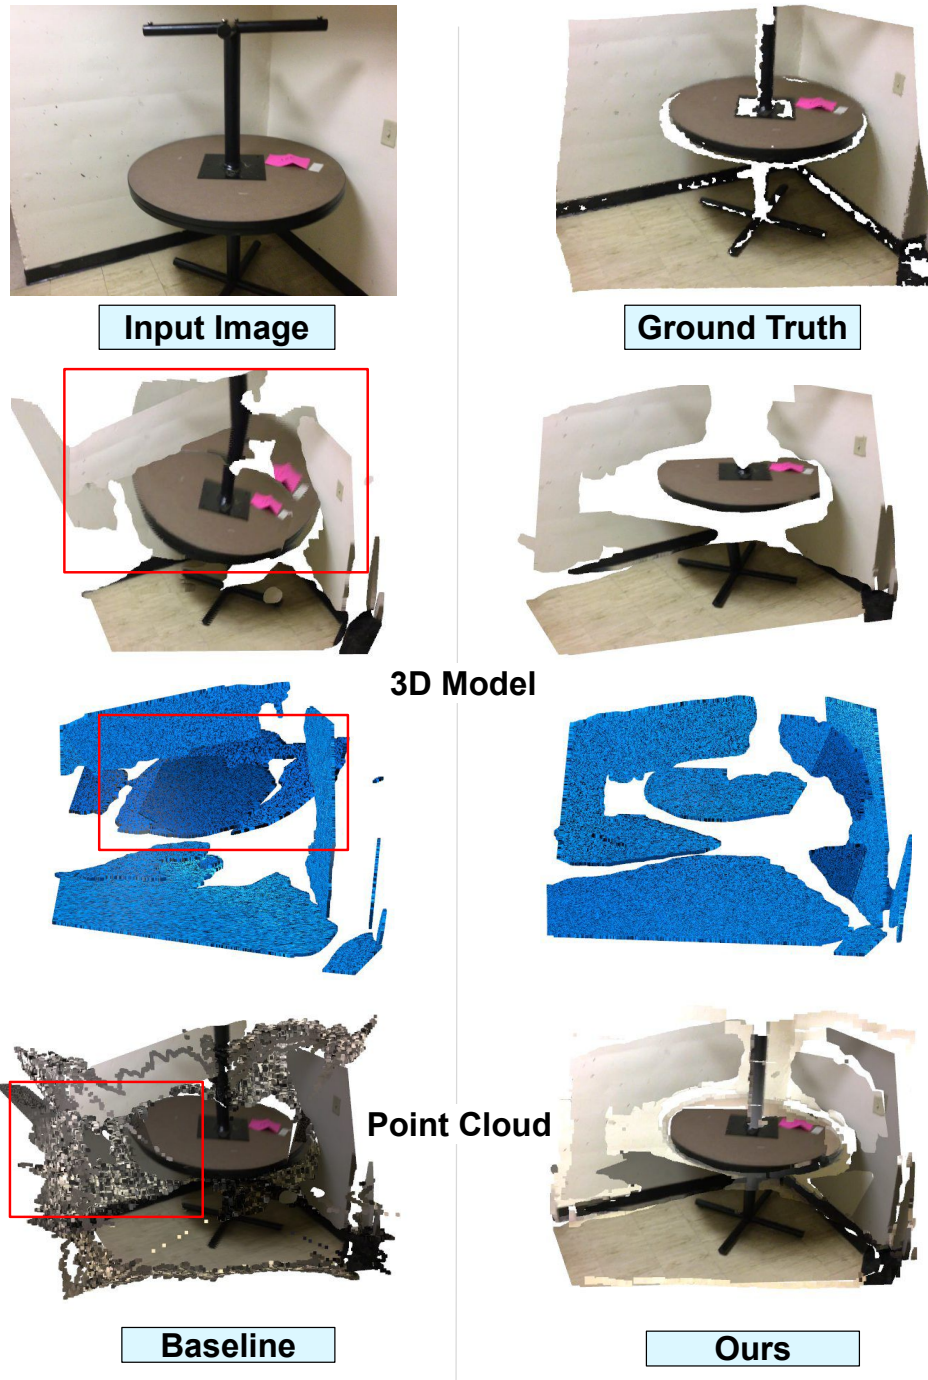 Input Image
Ground Truth
3D Model
Point Cloud
Baseline
Ours